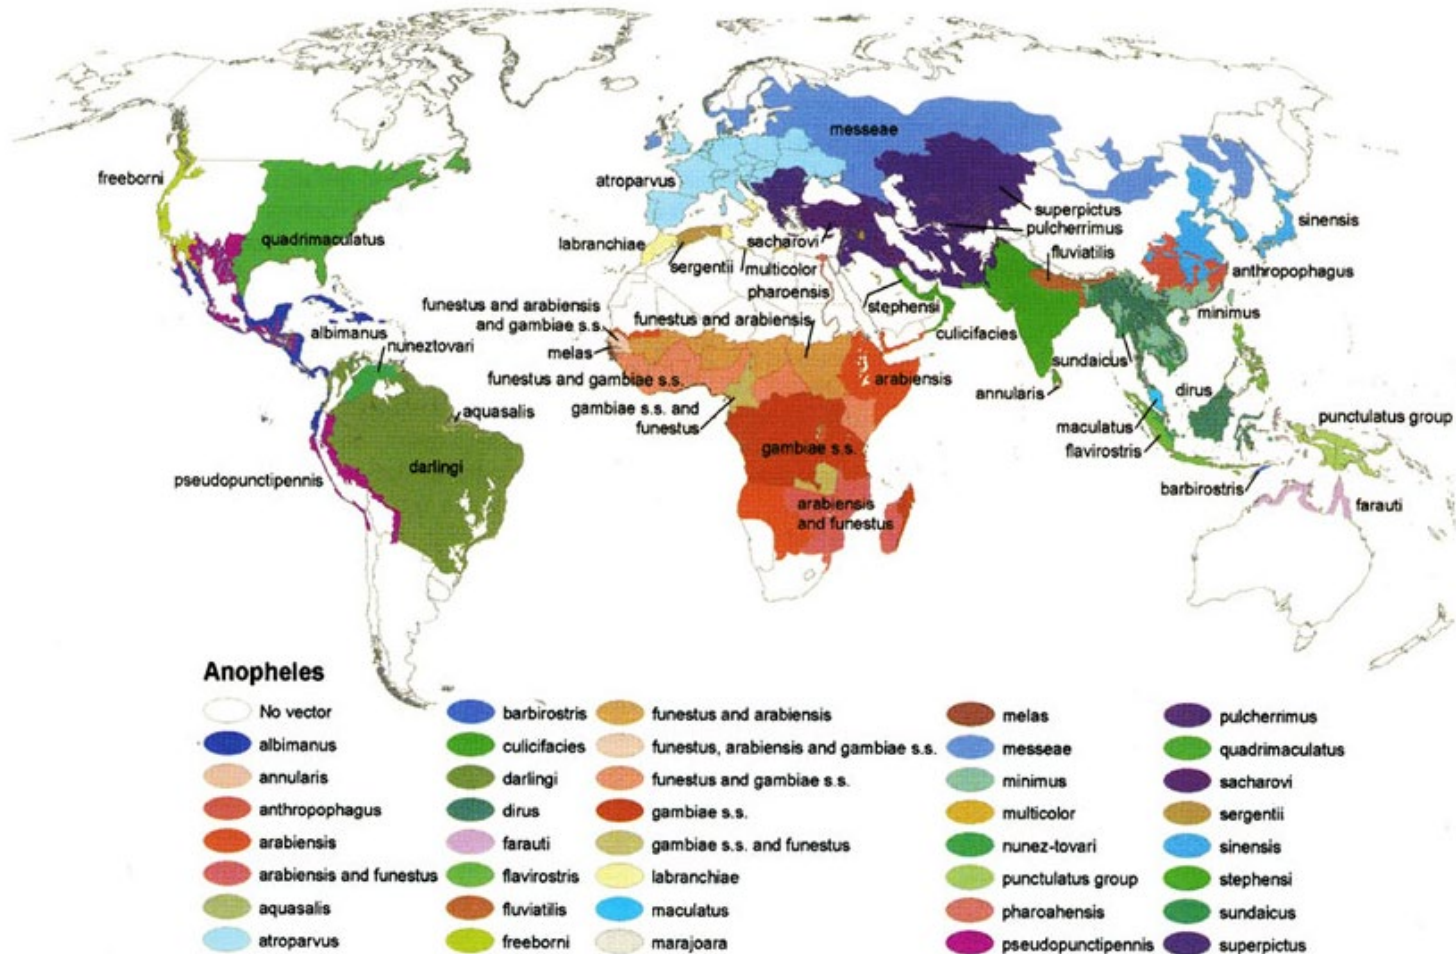 messeae
freeborni
atroparvus
superpictus
pulcherrimus
sinensis
quadrimaculatus
labranchiae
sacharovi
fluviatilis
sergentii
multicolor
anthropophagus
pharoensis
stephensi
funestus and arabiensis
and gambiae s.s.
funestus and arabiensis
albimanus
minimus
culicifacies
nuneztovari
melas
sundaicus
funestus and gambiae s.s.
arabiensis
annularis
dirus
aquasalis
gambiae s.s. and
funestus
punctulatus group
maculatus
gambiae s.s.
flavirostris
darlingi
pseudopunctipennis
barbirostris
arabiensis
and funestus
farauti
Anopheles
No vector
albimanus
annularis
anthropophagus
arabiensis
arabiensis and funestus
aquasalis
atroparvus
barbirostris
culicifacies
darlingi
dirus
farauti
flavirostris
fluviatilis
freeborni
funestus and arabiensis
funestus, arabiensis and gambiae s.s.
funestus and gambiae s.s.
gambiae s.s.
gambiae s.s. and funestus
labranchiae
maculatus
marajoara
melas
messeae
minimus
multicolor
nunez-tovari
punctulatus group
pharoahensis
pseudopunctipennis
pulcherrimus
quadrimaculatus
sacharovi
sergentii
sinensis
stephensi
sundaicus
superpictus